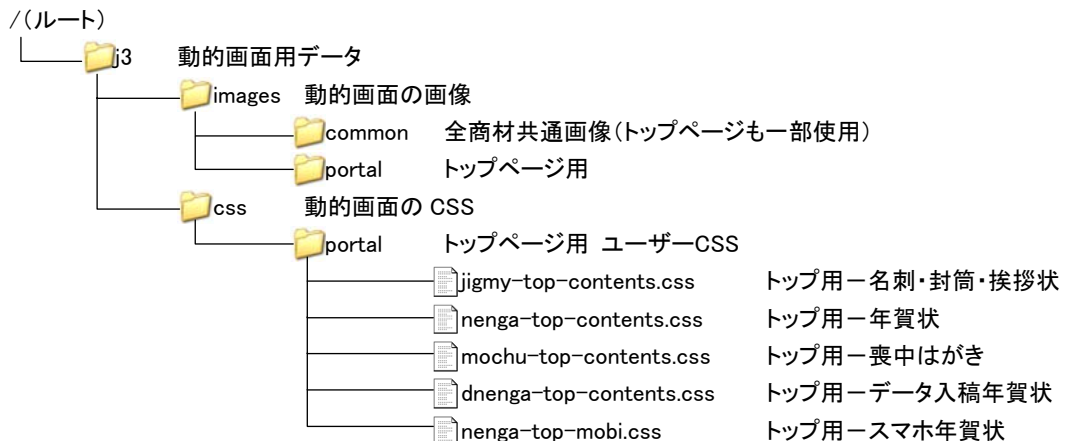 /(ルート)
j3 動的画面用データ
images 動的画面の画像
common 全商材共通画像(トップページも一部使用)
portal トップページ用
css 動的画面の CSS
portal トップページ用 ユーザーCSS
jigmy-top-contents.css トップ用－名刺・封筒・挨拶状
nenga-top-contents.css トップ用－年賀状
mochu-top-contents.css トップ用－喪中はがき
dnenga-top-contents.css トップ用－データ入稿年賀状
nenga-top-mobi.css トップ用－スマホ年賀状